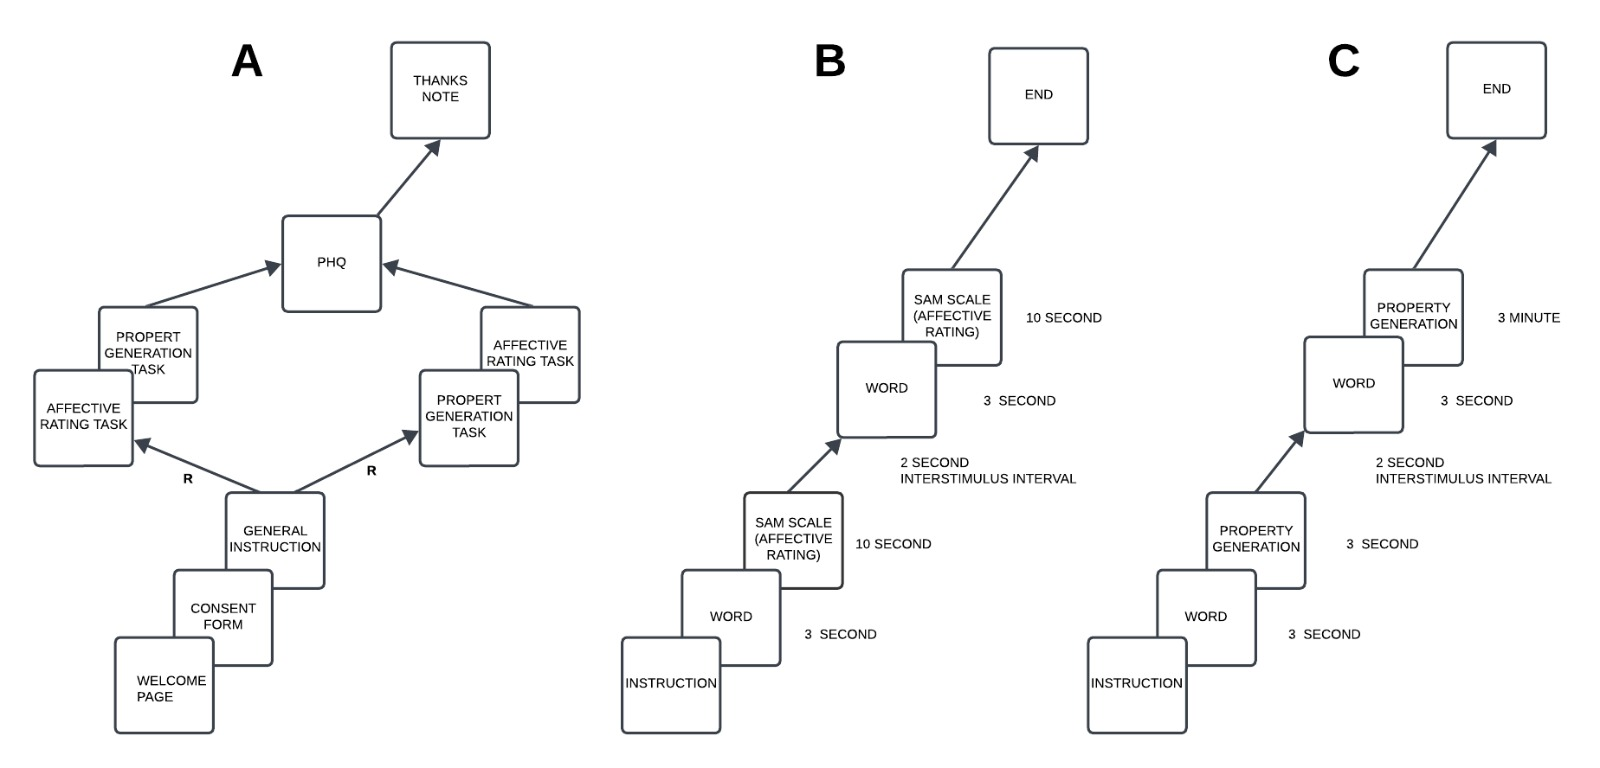 A
THANKS
NOTE
PHQ
PROPERT
GENERATION
TASK
AFFECTIVE
RATING TASK
AFFECTIVE
RATING TASK
PROPERT
GENERATION
TASK
R
R
GENERAL
INSTRUCTION
CONSENT
FORM
WELCOME
PAGE
B
END
SAM SCALE
(AFFECTIVE
RATING)
10 SECOND
WORD
3 SECOND
2 SECOND
INTERSTIMULUS INTERVAL
SAM SCALE
(AFFECTIVE
RATING)
10 SECOND
WORD
3 SECOND
INSTRUCTION
C
END
PROPERTY
GENERATION
3 MINUTE
WORD
3 SECOND
2 SECOND
INTERSTIMULUS INTERVAL
PROPERTY
GENERATION
3 SECOND
WORD
3 SECOND
INSTRUCTION